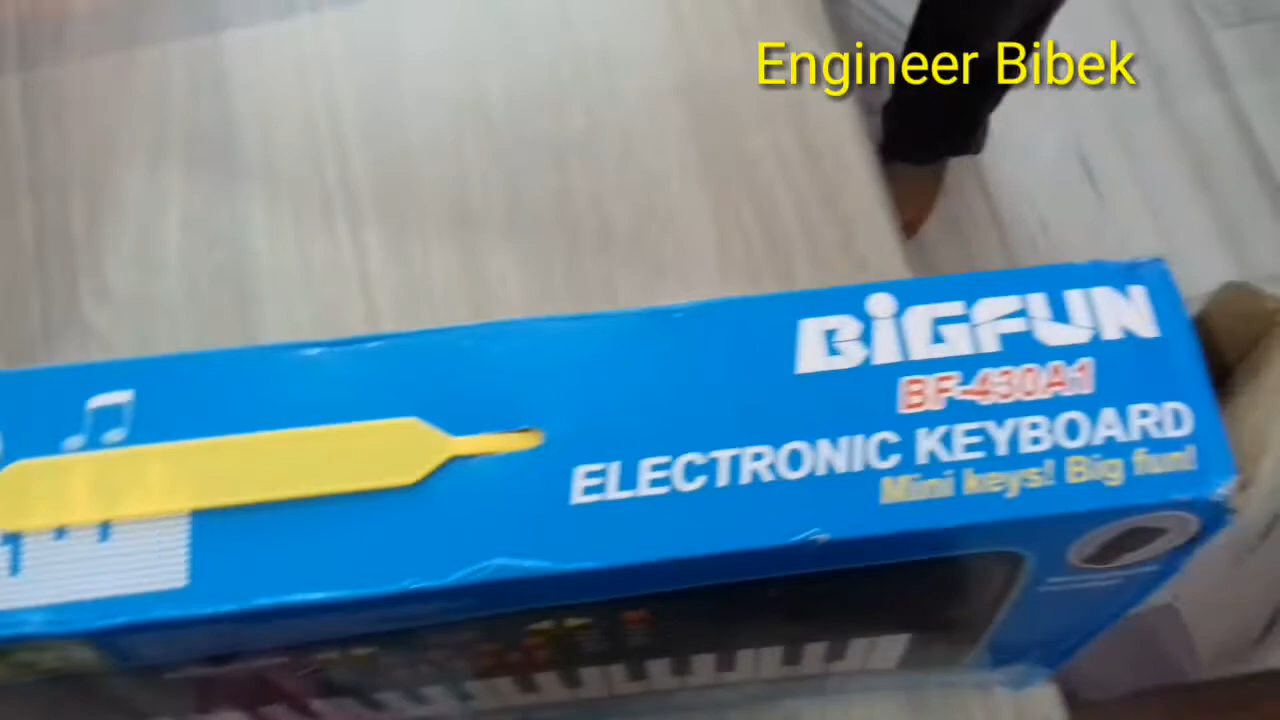 Engineer Bibek
BiGFUN
BF-430A1
ELECTRONIC KEYBOARD
Mini keys! Big fun!